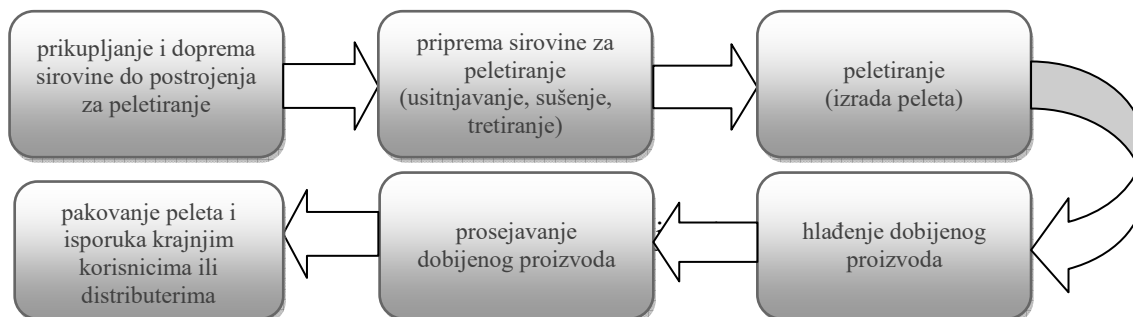 prikupljanje i doprema
sirovine do postrojenja
za peletiranje
priprema sirovine za
peletiranje
(usitnjavanje, sušenje,
tretiranje)
peletiranje
(izrada peleta)
hlađenje dobijenog
proizvoda
prosejavanje
dobijenog proizvoda
pakovanje peleta i
isporuka krajnjim
korisnicima ili
distributerima